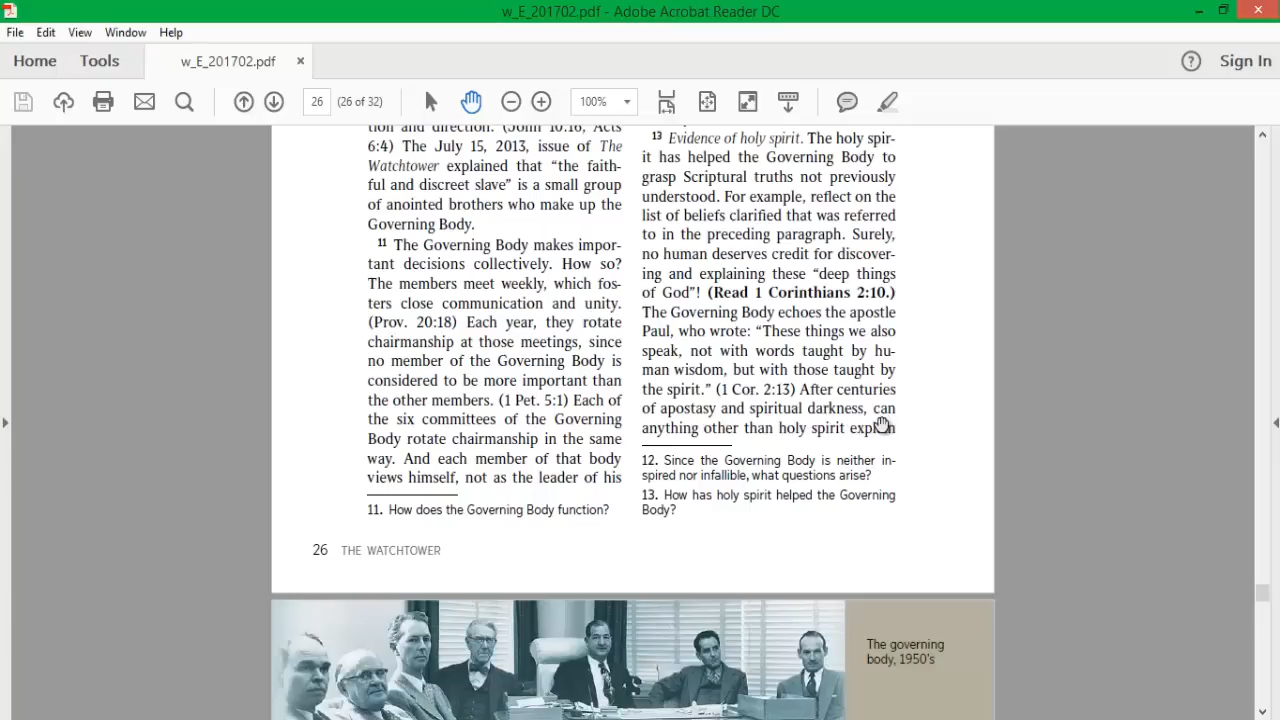 w_E_201702.pdf - Adobe Acrobat Reader DC
File Edit View Window Help
Home Tools w_E_201702.pdf × ? Sign In
26 (26 of 32) 100%
tion and direction. (John 10:16; Acts
6:4) The July 15, 2013, issue of The
Watchtower explained that “the faith-
ful and discreet slave” is a small group
of anointed brothers who make up the
Governing Body.
11 The Governing Body makes impor-
tant decisions collectively. How so?
The members meet weekly, which fos-
ters close communication and unity.
(Prov. 20:18) Each year, they rotate
chairmanship at those meetings, since
no member of the Governing Body is
considered to be more important than
the other members. (1 Pet. 5:1) Each of
the six committees of the Governing
Body rotate chairmanship in the same
way. And each member of that body
views himself, not as the leader of his
11. How does the Governing Body function?
13 Evidence of holy spirit. The holy spir-
it has helped the Governing Body to
grasp Scriptural truths not previously
understood. For example, reflect on the
list of beliefs clarified that was referred
to in the preceding paragraph. Surely,
no human deserves credit for discover-
ing and explaining these “deep things
of God”! (Read 1 Corinthians 2:10.)
The Governing Body echoes the apostle
Paul, who wrote: “These things we also
speak, not with words taught by hu-
man wisdom, but with those taught by
the spirit.” (1 Cor. 2:13) After centuries
of apostasy and spiritual darkness, can
anything other than holy spirit explain
12. Since the Governing Body is neither in-
spired nor infallible, what questions arise?
13. How has holy spirit helped the Governing
Body?
26 THE WATCHTOWER
The governing
body, 1950's